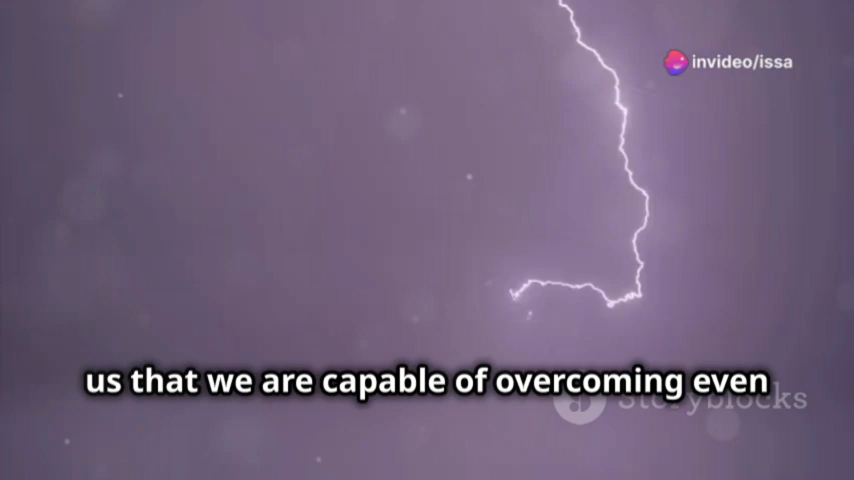 invideo/issa
us that we are capable of overcoming even
Storyblocks